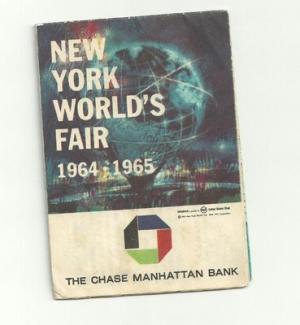 NEW
YORK
WORLD'S
FAIR
1964-1965
THE CHASE MANHATTAN BANK